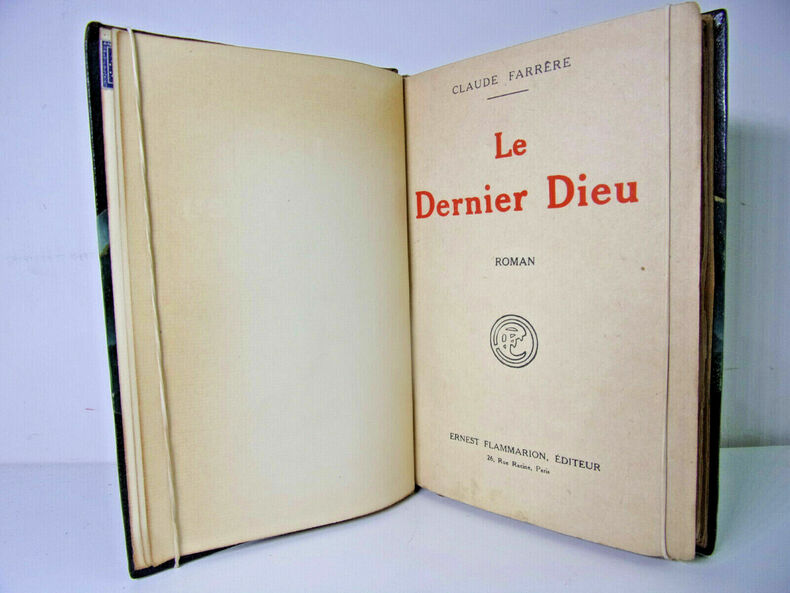 CLAUDE FARRÈRE
Le
Dernier Dieu
ROMAN
ERNEST FLAMMARION, ÉDITEUR
26, Rue Racine, Paris